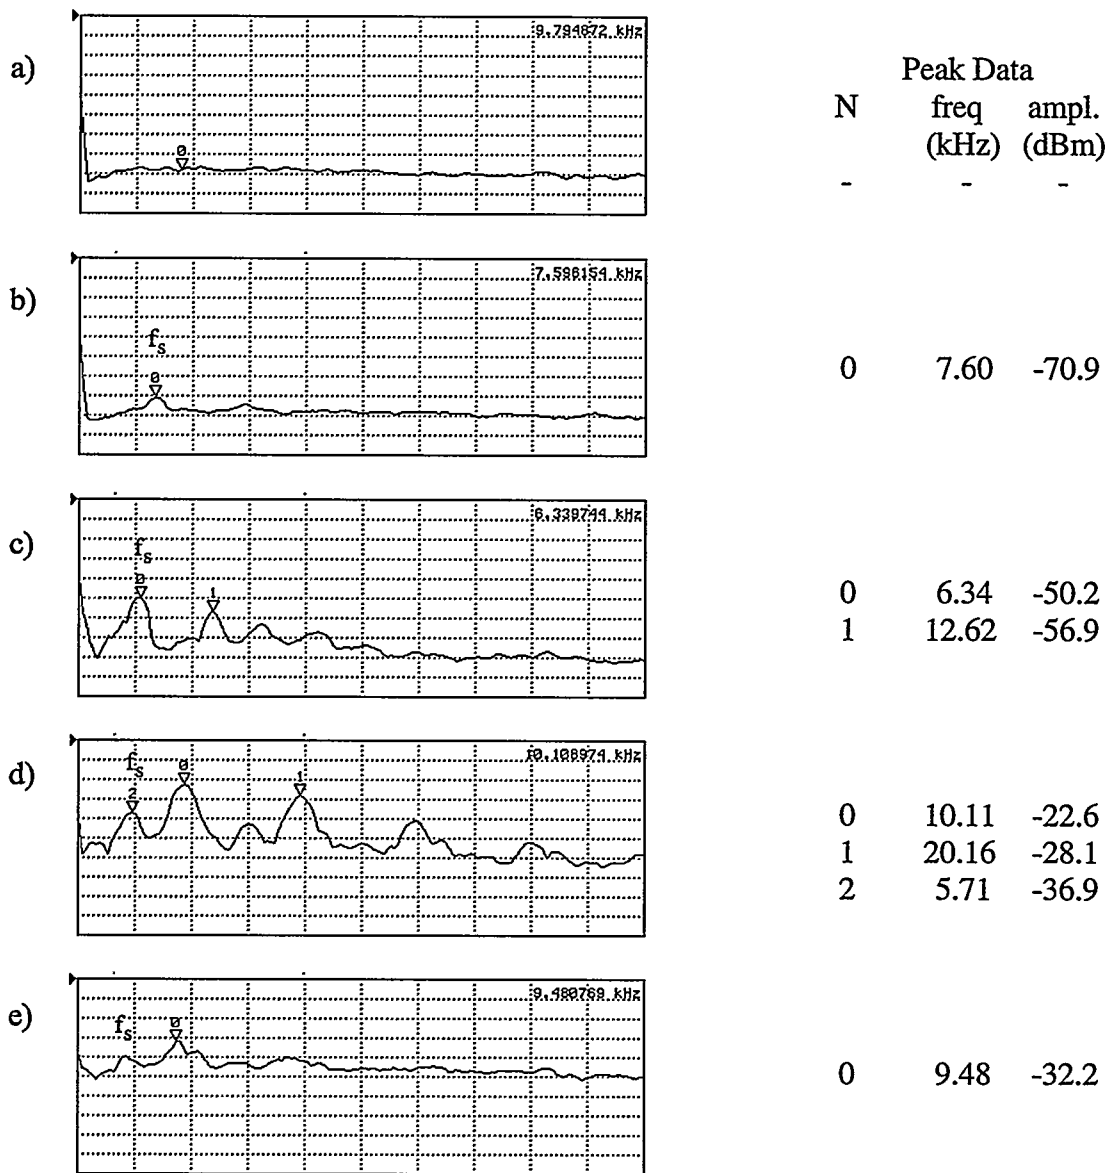 a)
9.794872 kHz
0
Peak Data
N freq ampl.
(kHz) (dBm)
- - -
b)
7.598154 kHz
fs
0
0 7.60 -70.9
c)
6.339744 kHz
fs
0
1
0 6.34 -50.2
1 12.62 -56.9
d)
10.108974 kHz
fs
0
1
2
0 10.11 -22.6
1 20.16 -28.1
2 5.71 -36.9
e)
9.480769 kHz
fs
0
0 9.48 -32.2